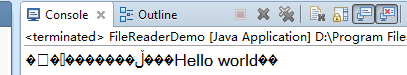 Console Outline
<terminated> FileReaderDemo [Java Application] D:\Program File
�□�▯�������ڶ���Hello world��